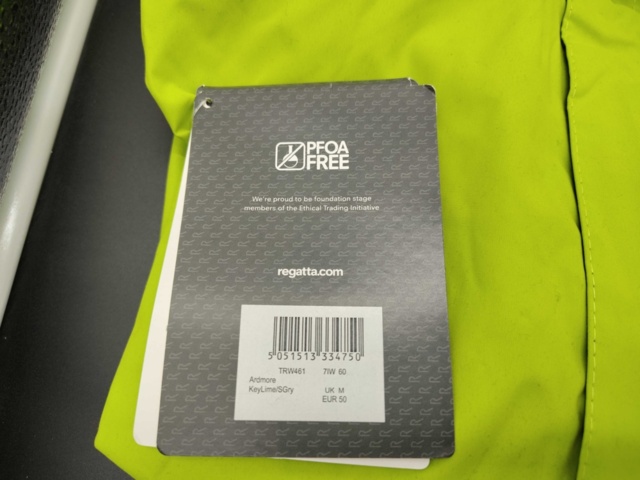 PFOA
FREE
We're proud to be foundation stage
members of the Ethical Trading Initiative
regatta.com
5 051513 334750
TRW461 7IW 60
Ardmore
KeyLime/SGry UK M
EUR 50